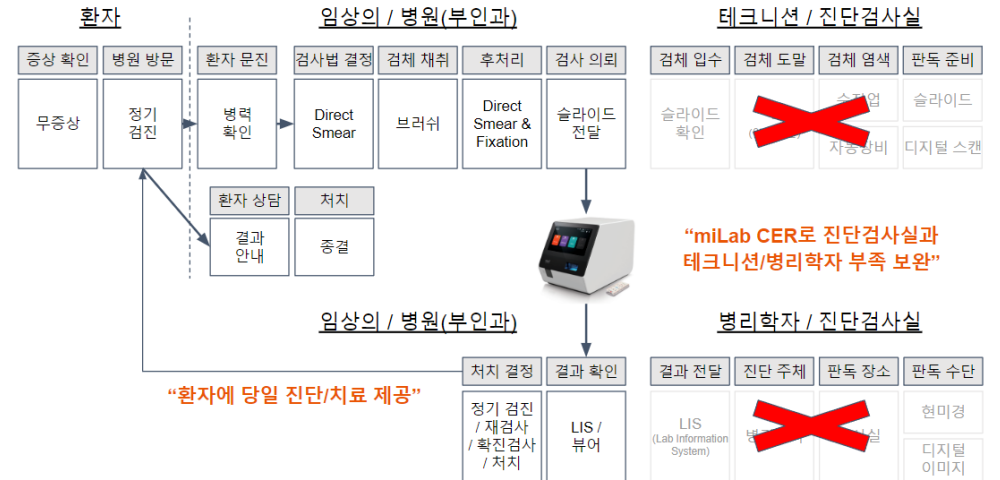 환자
임상의 / 병원(부인과)
테크니션 / 진단검사실
증상 확인
병원 방문
환자 문진
검사법 결정
검체 채취
후처리
검사 의뢰
검체 입수
검체 도말
검체 염색
판독 준비
무증상
정기
검진
병력
확인
Direct
Smear
브러쉬
Direct
Smear &
Fixation
슬라이드
전달
슬라이드
확인
자동장비
슬라이드
디지털 스캔
환자 상담
처치
결과
안내
종결
“miLab CER로 진단검사실과
테크니션/병리학자 부족 보완”
임상의 / 병원(부인과)
병리학자 / 진단검사실
처치 결정
결과 확인
결과 전달
진단 주체
판독 장소
판독 수단
“환자에 당일 진단/치료 제공”
정기 검진
/ 재검사
/ 확진검사
/ 처치
LIS /
뷰어
LIS
(Lab Information
System)
현미경
디지털
이미지